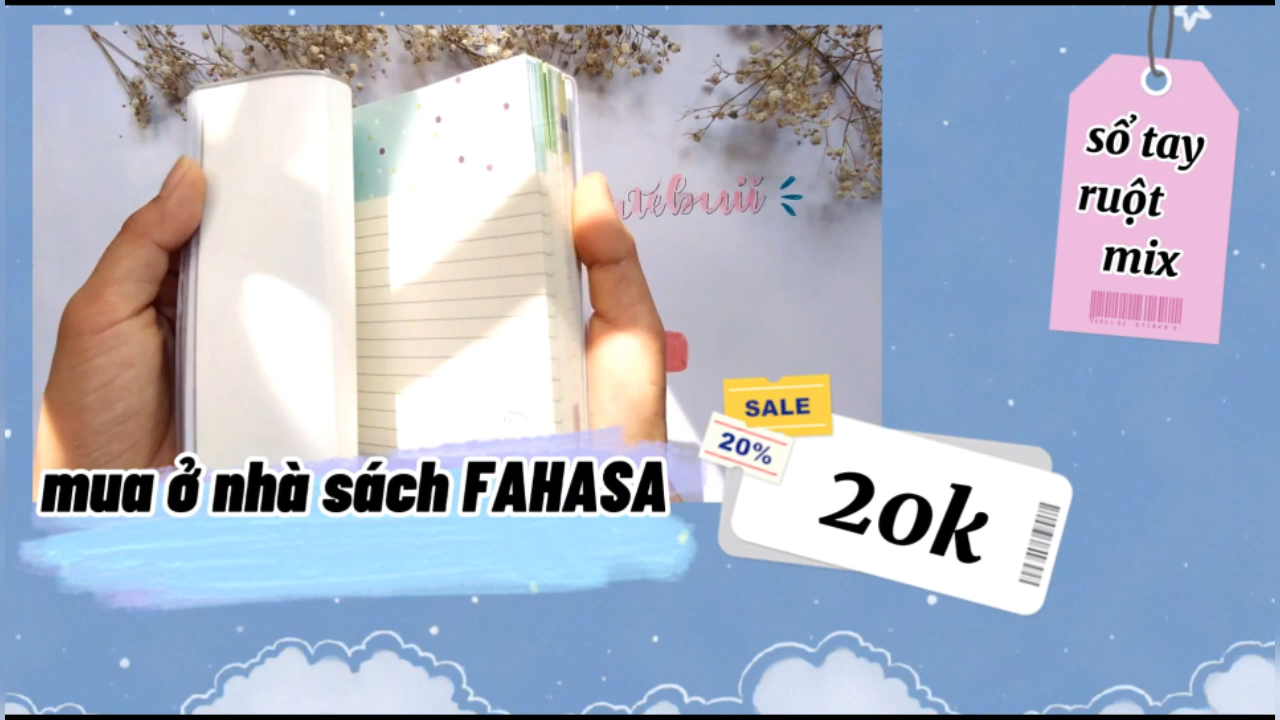 sổ tay
ruột
mix
SALE
20%
20k
mua ở nhà sách FAHASA